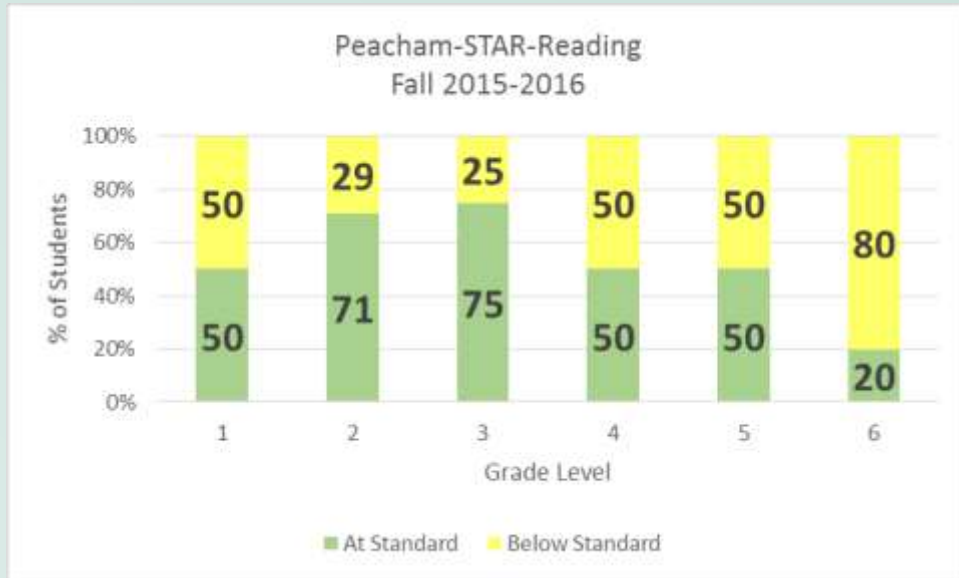 Peacham-STAR-Reading
Fall 2015-2016
% of Students
100%
80%
60%
40%
20%
0%
50 29 25 50 50 80
50 71 75 50 50 20
1 2 3 4 5 6
Grade Level
At Standard Below Standard